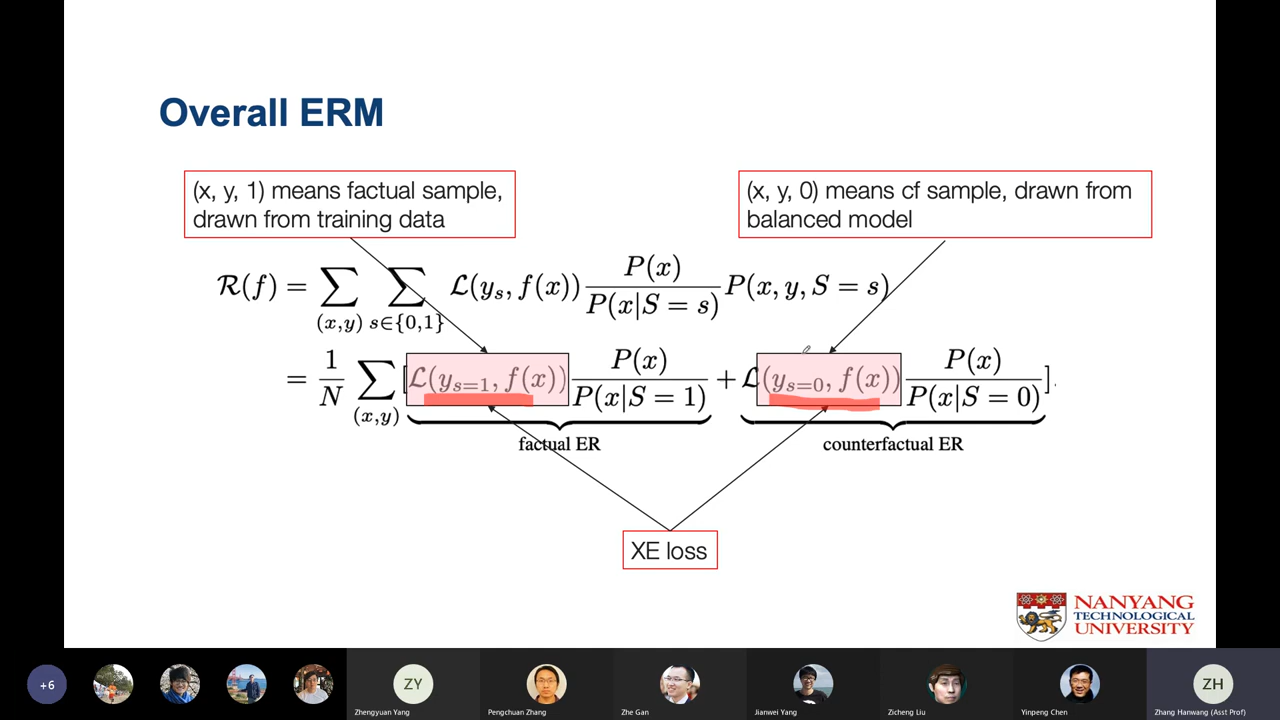 Overall ERM
(x, y, 1) means factual sample,
drawn from training data
(x, y, 0) means cf sample, drawn from
balanced model
R(f) = ∑_{(x,y)} ∑_{s∈{0,1}} L(y_s, f(x)) P(x)/P(x|S = s) P(x, y, S = s)
= 1/N ∑_{(x,y)} [L(y_{s=1}, f(x)) P(x)/P(x|S = 1) + L(y_{s=0}, f(x)) P(x)/P(x|S = 0)].
factual ER
counterfactual ER
XE loss
NANYANG
TECHNOLOGICAL
UNIVERSITY
+6
ZY
ZH
Zhengyuan Yang
Pengchuan Zhang
Zhe Gan
Jianwei Yang
Zicheng Liu
Yinpeng Chen
Zhang Hanwang (Asst Prof)